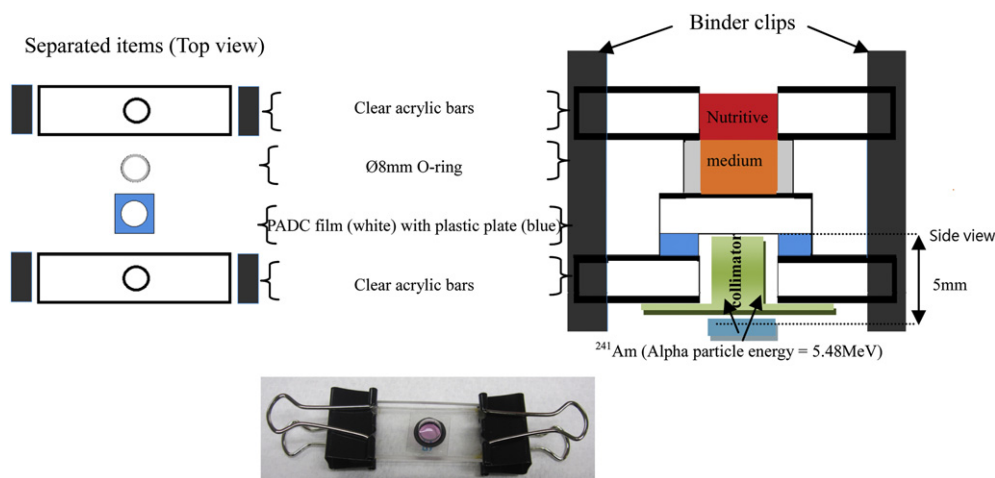 Binder clips
Separated items (Top view)
Clear acrylic bars
Nutritive
medium
Ø8mm O-ring
PADC film (white) with plastic plate (blue)
Side view
collimator
Clear acrylic bars
5mm
²⁴¹Am (Alpha particle energy = 5.48MeV)